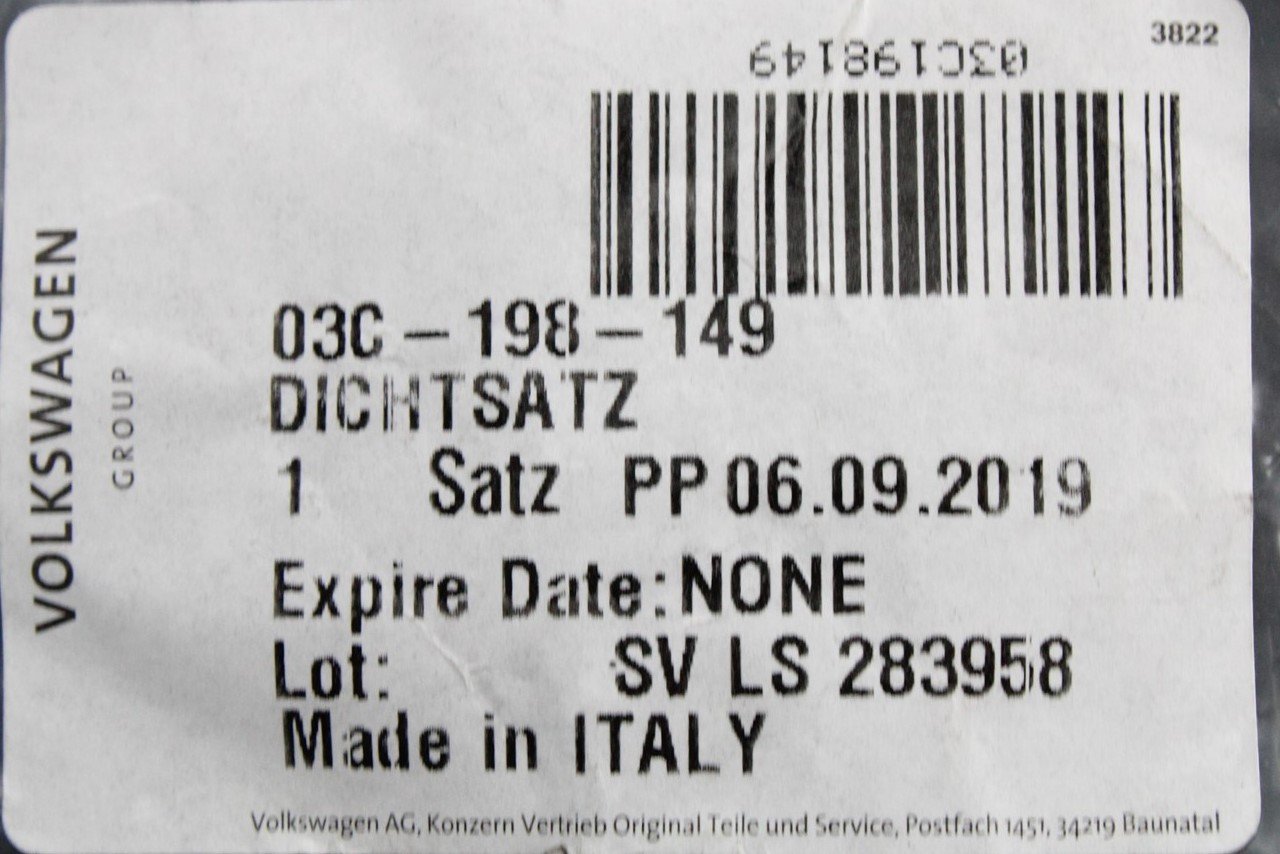 3822
03C198149
VOLKSWAGEN
GROUP
03C – 198 – 149
DICHTSATZ
1 Satz PP 06.09.2019
Expire Date: NONE
Lot: SV LS 283958
Made in ITALY
Volkswagen AG, Konzern Vertrieb Original Teile und Service, Postfach 1451, 34219 Baunatal